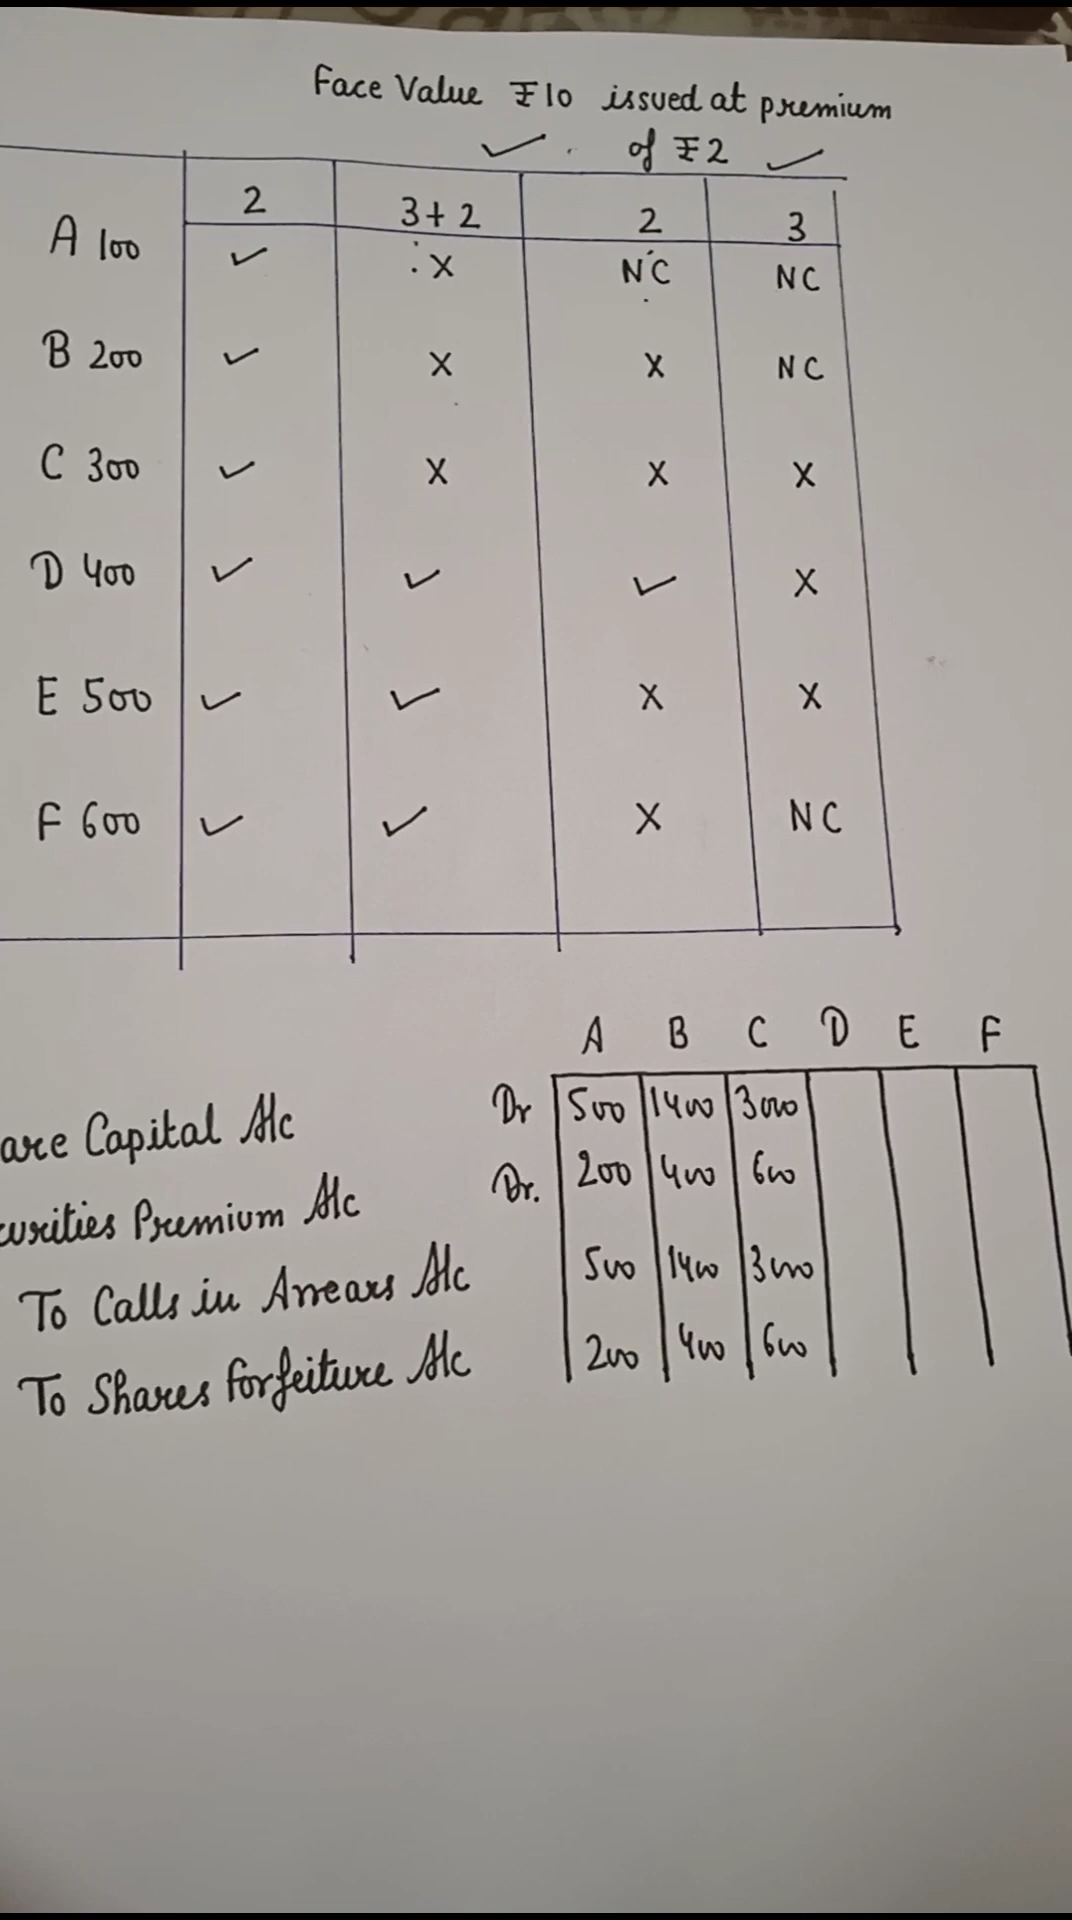 Face Value ₹10 issued at premium
✓ of ₹2 ✓
2 3+2 2 3
A 100 ✓ X NC NC
B 200 ✓ X X NC
C 300 ✓ X X X
D 400 ✓ ✓ ✓ X
E 500 ✓ ✓ X X
F 600 ✓ ✓ X NC
A B C D E F
are Capital A/c Dr 500 1400 3000
curities Premium A/c Dr. 200 400 600
To Calls in Arrears A/c 500 1400 3000
To Shares Forfeiture A/c 200 400 600